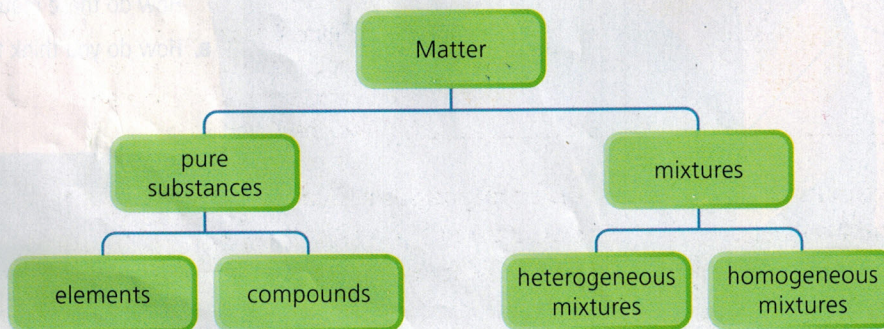 Matter
pure
substances
mixtures
elements
compounds
heterogeneous
mixtures
homogeneous
mixtures